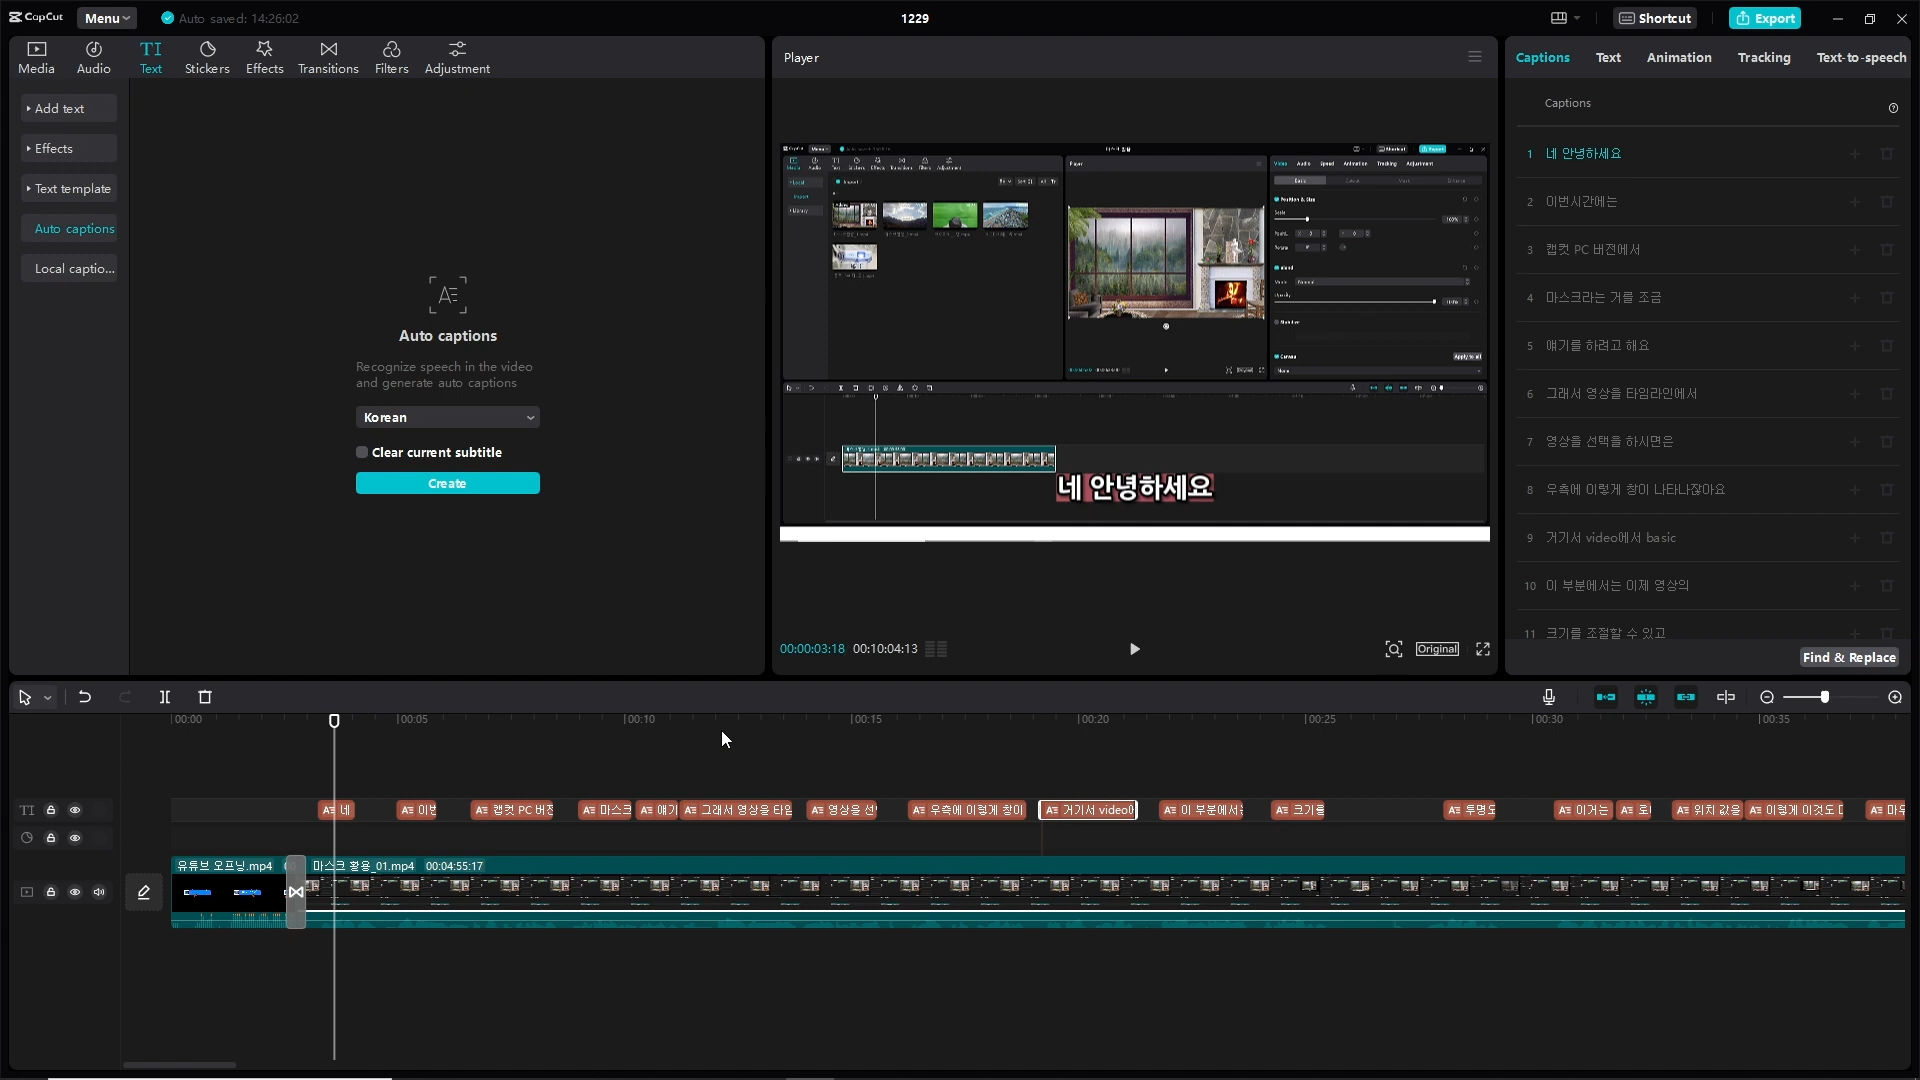 CapCut
Menu
Auto saved: 14:26:02
1229
Shortcut
Export
Media
Audio
Text
Stickers
Effects
Transitions
Filters
Adjustment
Add text
Effects
Text template
Auto captions
Local captio...
Auto captions
Recognize speech in the video
and generate auto captions
Korean
Clear current subtitle
Create
Player
네 안녕하세요
00:00:03:18 00:10:04:13
Original
Captions
Text
Animation
Tracking
Text-to-speech
Captions
1 네 안녕하세요
2 이번시간에는
3 캡컷 PC 버전에서
4 마스크라는 거를 조금
5 얘기를 하려고 해요
6 그래서 영상을 타임라인에서
7 영상을 선택을 하시면은
8 우측에 이렇게 창이 나타나잖아요
9 거기서 video에서 basic
10 이 부분에서는 이제 영상의
11 크기를 조절할 수 있고
Find & Replace
00:00
00:05
00:10
00:15
00:20
00:25
00:30
00:35
네
이번
캡컷 PC 버전
마스크
얘기
그래서 영상을 타임
영상을 선
우측에 이렇게 창이
거기서 video에
이 부분에서는
크기를
투명도
이거는
로
위치 값을
이렇게 이것도
마우
유튜브 오프닝.mp4
마스크 활용_01.mp4 00:04:55:17